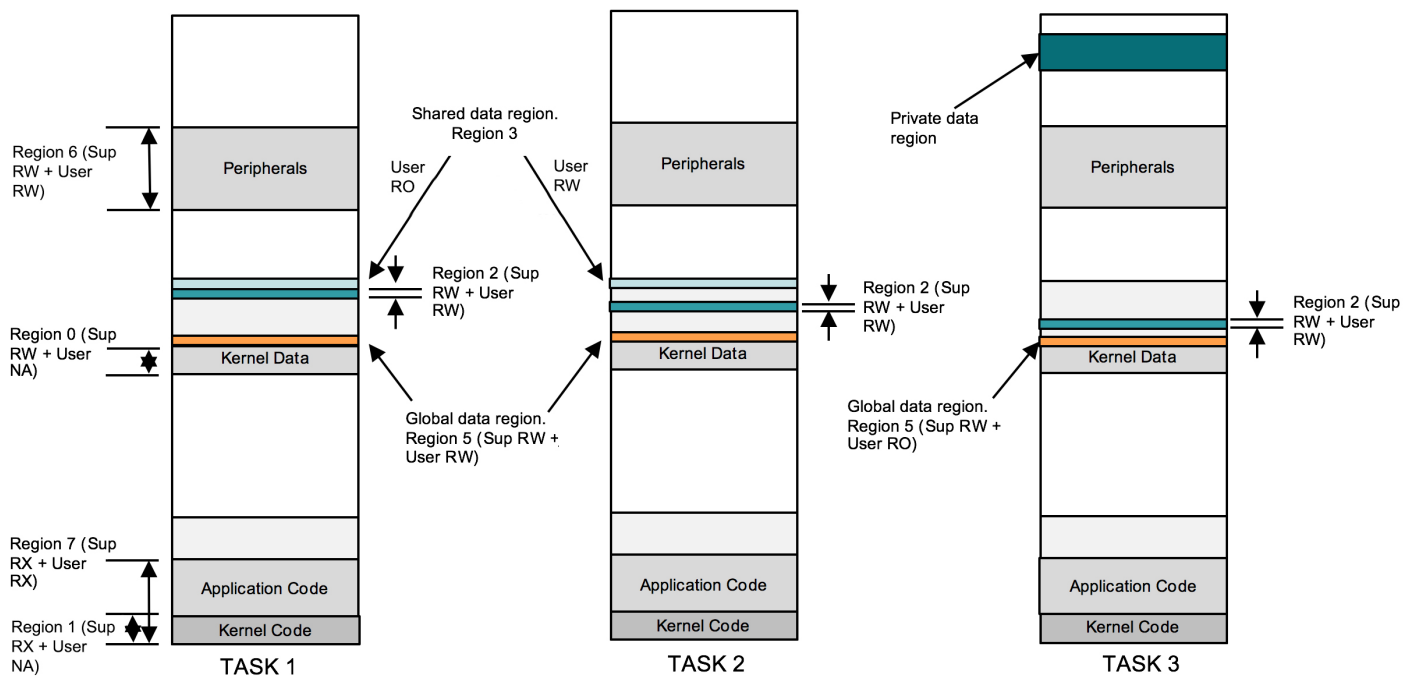 Region 6 (Sup
RW + User
RW)
Peripherals
Region 0 (Sup
RW + User
NA)
Kernel Data
Region 7 (Sup
RX + User
RX)
Application Code
Region 1 (Sup
RX + User
NA)
Kernel Code
TASK 1
Shared data region.
Region 3
User
RO
User
RW
Region 2 (Sup
RW + User
RW)
Global data region.
Region 5 (Sup RW +
User RW)
Peripherals
Kernel Data
Application Code
Kernel Code
TASK 2
Region 2 (Sup
RW + User
RW)
Private data
region
Global data region.
Region 5 (Sup RW +
User RO)
Peripherals
Kernel Data
Application Code
Kernel Code
TASK 3
Region 2 (Sup
RW + User
RW)